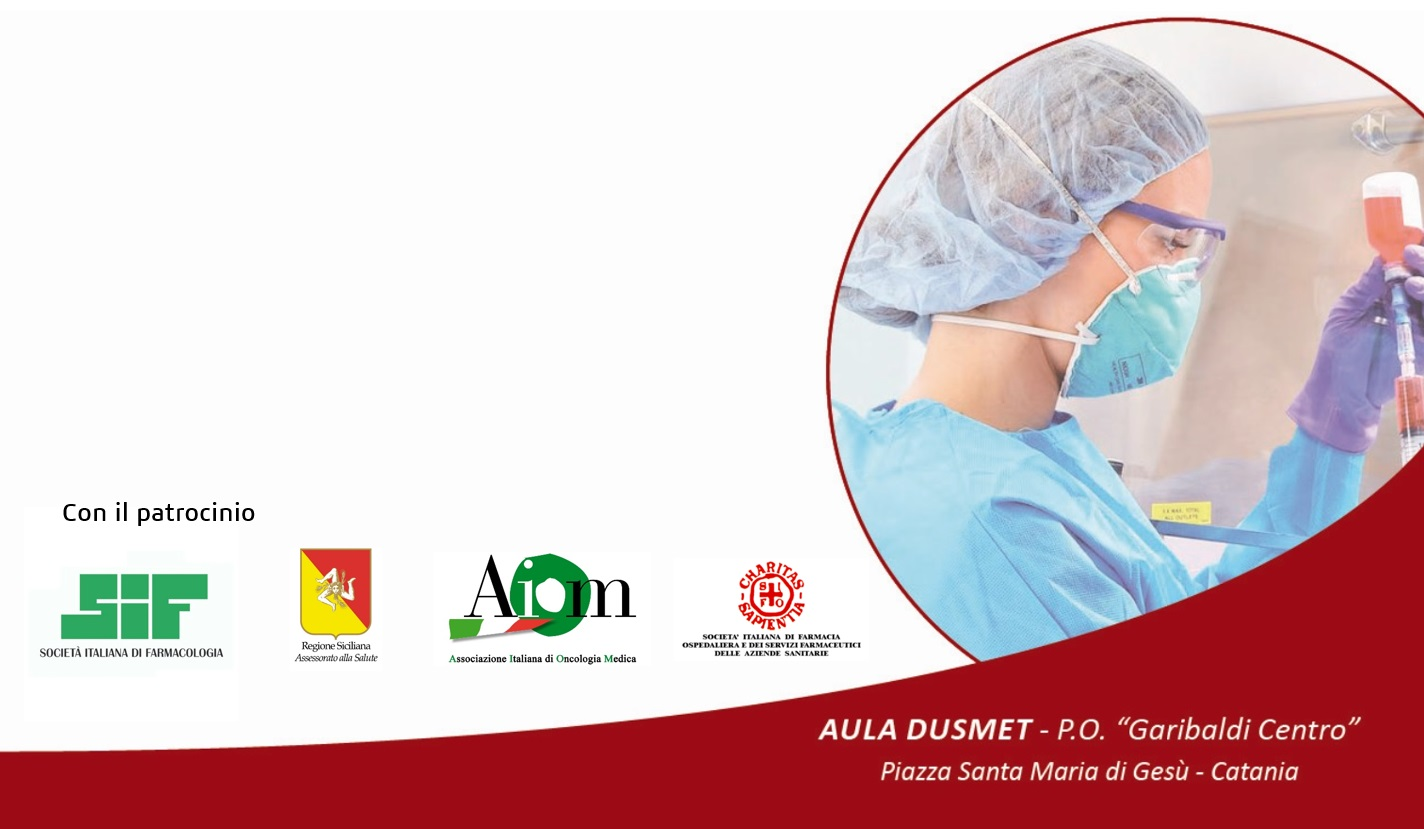 Con il patrocinio
SiF
SOCIETÀ ITALIANA DI FARMACOLOGIA
Regione Siciliana
Assessorato alla Salute
Aiom
Associazione Italiana di Oncologia Medica
CHARITAS
S F O
SAPIENTIA
SOCIETA' ITALIANA DI FARMACIA
OSPEDALIERA E DEI SERVIZI FARMACEUTICI
DELLE AZIENDE SANITARIE
AULA DUSMET - P.O. “Garibaldi Centro”
Piazza Santa Maria di Gesù - Catania